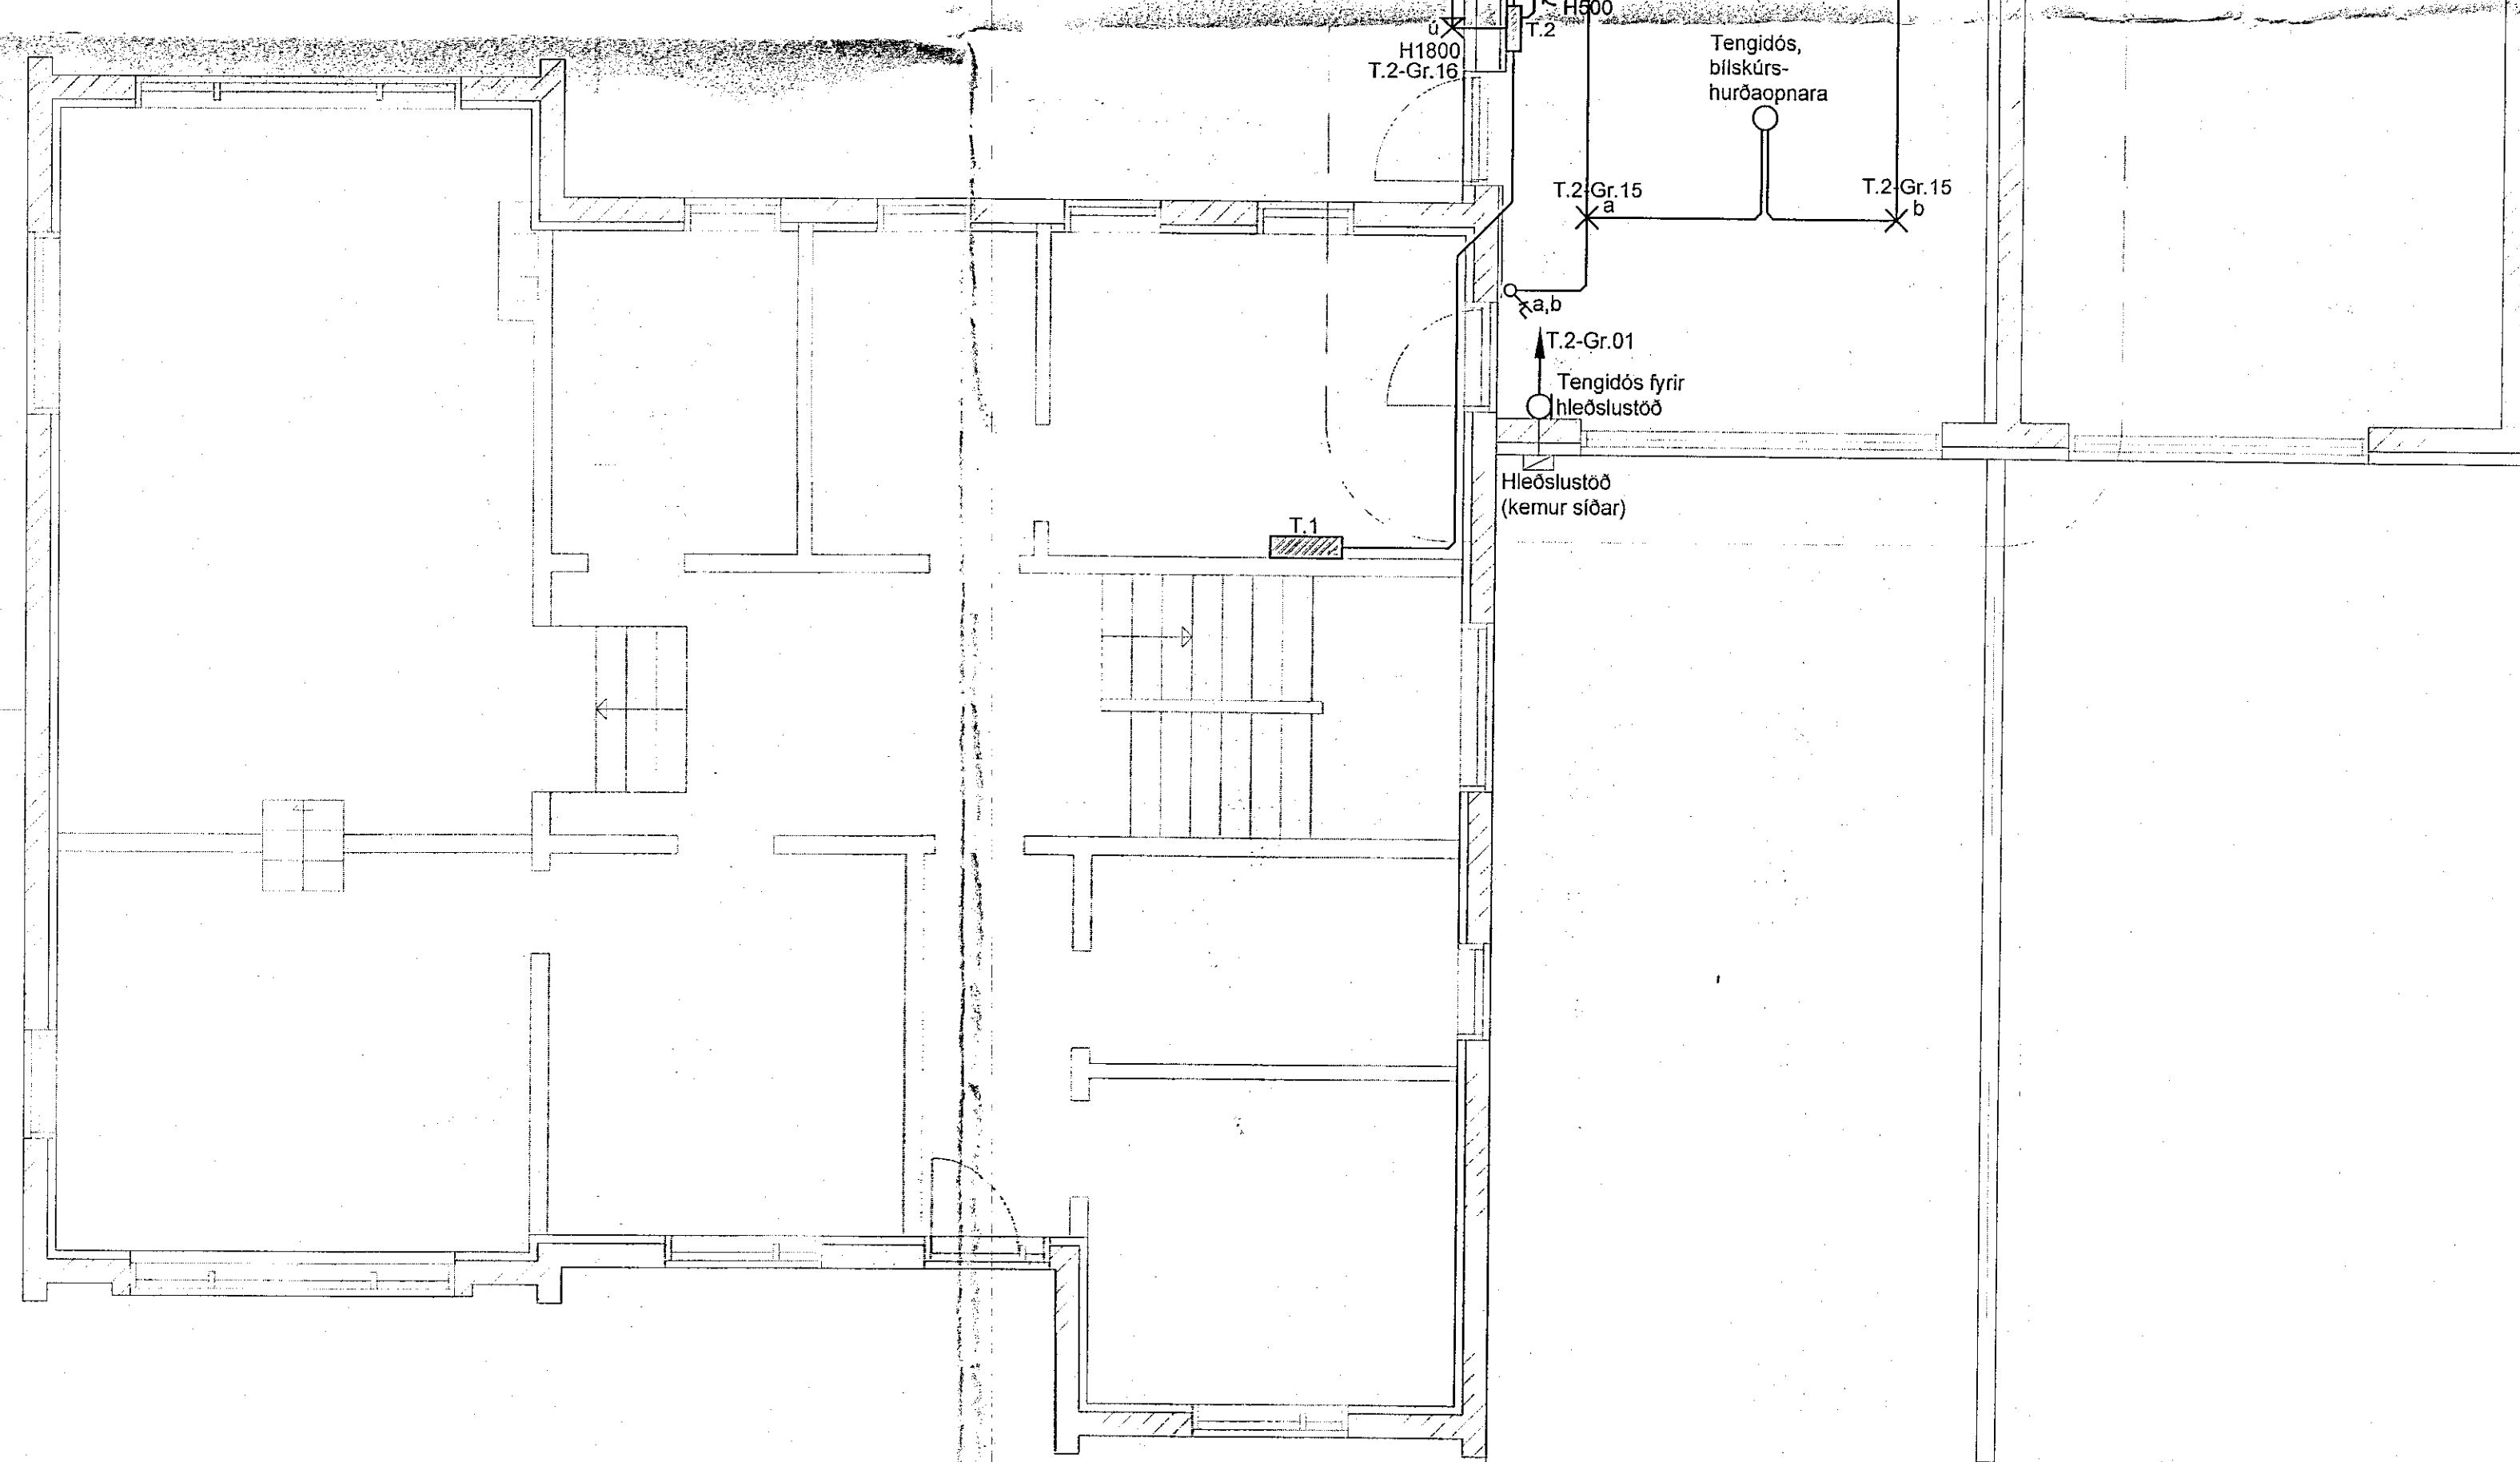 H500
ú
T.2
H1800
T.2-Gr.16
Tengidós,
bílskúrs-
hurðaopnara
T.2-Gr.15
a
T.2-Gr.15
b
a,b
T.2-Gr.01
Tengidós fyrir
hleðslustöð
Hleðslustöð
(kemur síðar)
T.1